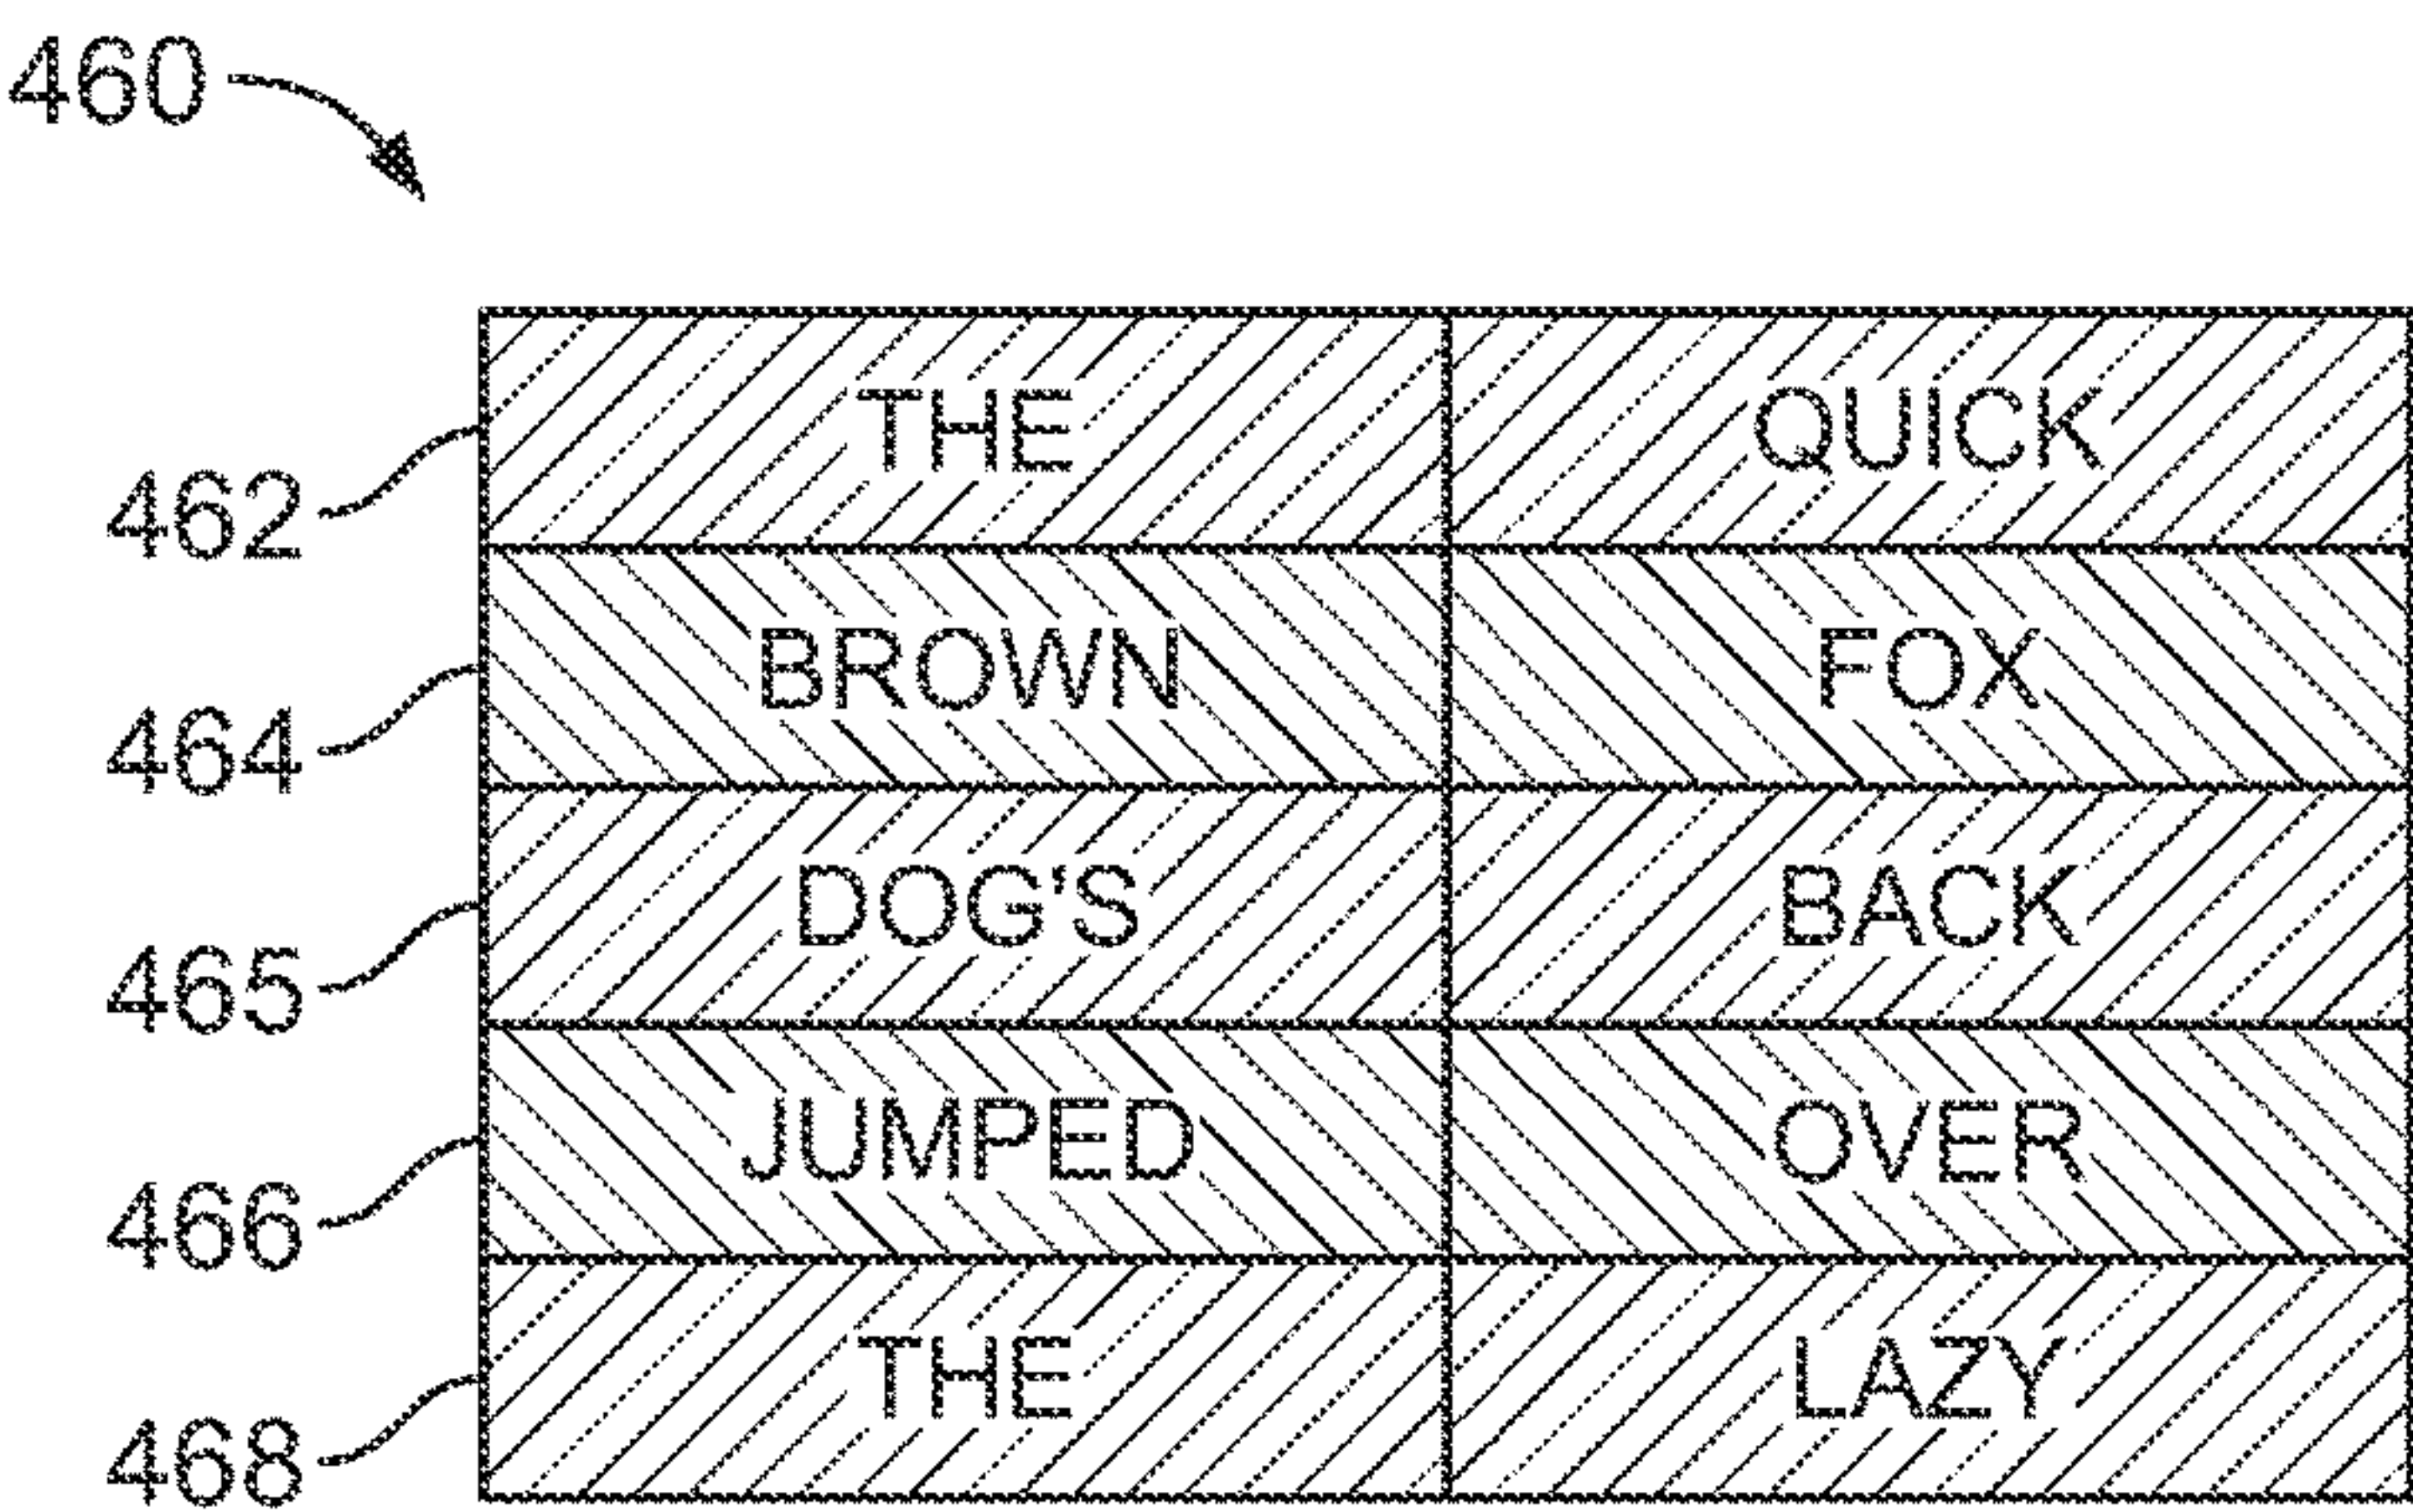 460
462 THE QUICK
464 BROWN FOX
465 DOG'S BACK
466 JUMPED OVER
468 THE LAZY